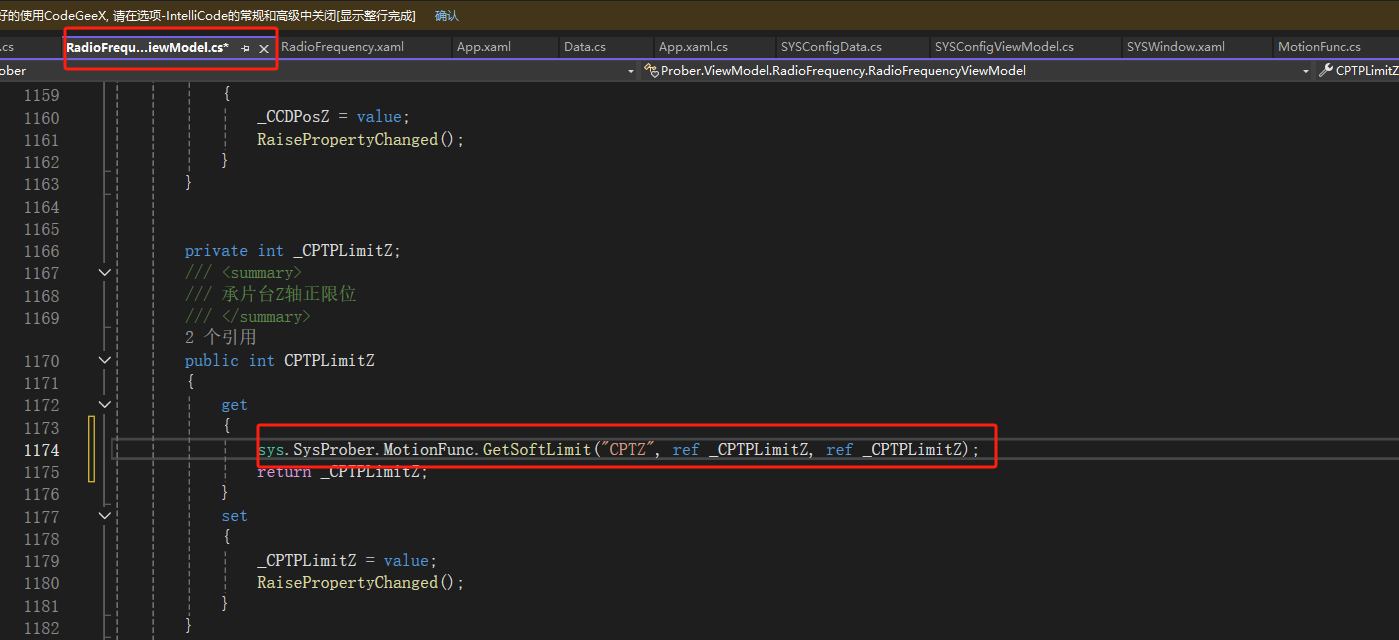 好的使用CodeGeeX, 请在选项-IntelliCode的常规和高级中关闭[显示整行完成] 确认
.cs RadioFrequ...iewModel.cs* RadioFrequency.xaml App.xaml Data.cs App.xaml.cs SYSConfigData.cs SYSConfigViewModel.cs SYSWindow.xaml MotionFunc.cs
ober Prober.ViewModel.RadioFrequency.RadioFrequencyViewModel CPTPLimitZ
1159 {
1160 _CCDPosZ = value;
1161 RaisePropertyChanged();
1162 }
1163 }
1164
1165
1166 private int _CPTPLimitZ;
1167 /// <summary>
1168 /// 承片台Z轴正限位
1169 /// </summary>
2 个引用
1170 public int CPTPLimitZ
1171 {
1172 get
1173 {
1174 sys.SysProber.MotionFunc.GetSoftLimit("CPTZ", ref _CPTPLimitZ, ref _CPTPLimitZ);
1175 return _CPTPLimitZ;
1176 }
1177 set
1178 {
1179 _CPTPLimitZ = value;
1180 RaisePropertyChanged();
1181 }
1182 }